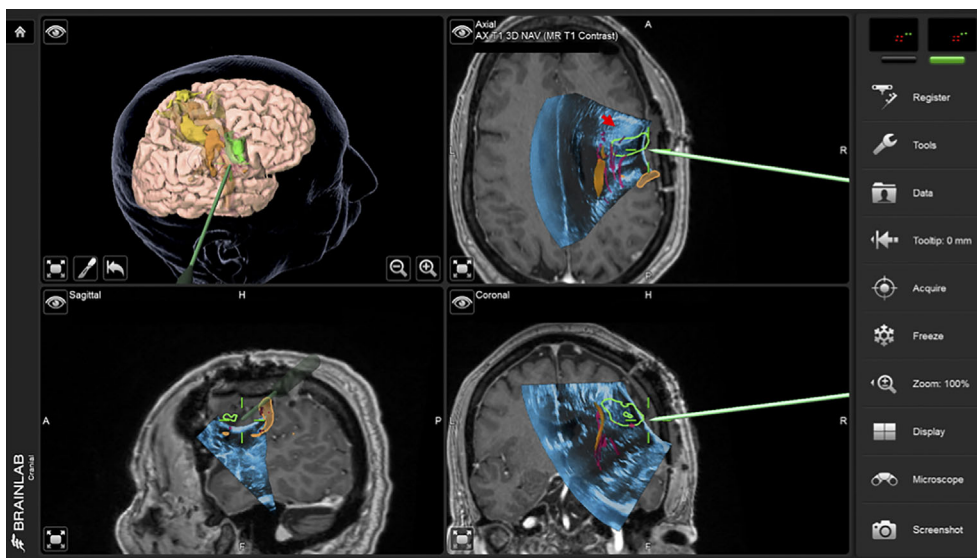 Axial
AX T1 3D NAV (MR T1 Contrast)
A
L
R
P
Sagittal
H
A
P
F
Coronal
H
L
R
F
Register
Tools
Data
Tooltip: 0 mm
Acquire
Freeze
Zoom: 100%
Display
Microscope
Screenshot
BRAINLAB
Cranial